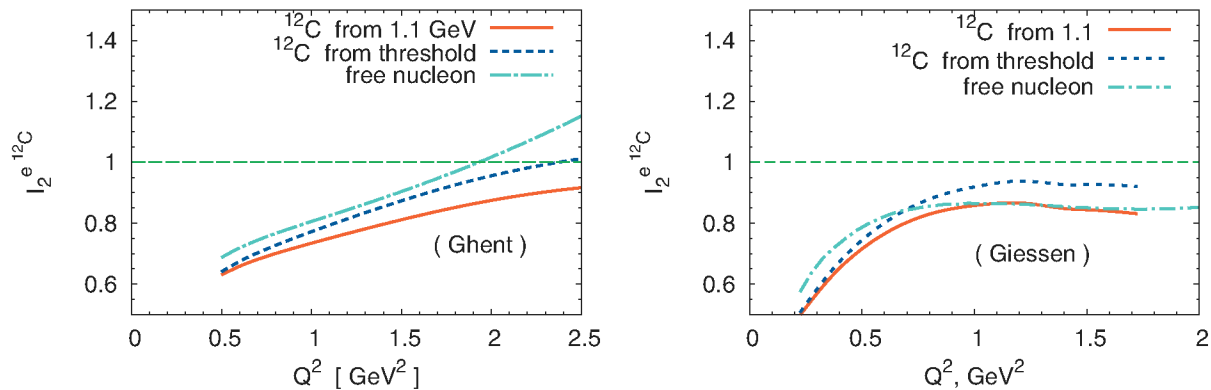 ¹²C from 1.1 GeV
¹²C from threshold
free nucleon
1.4
1.2
1
0.8
0.6
I₂ᵉ ¹²C
( Ghent )
0 0.5 1 1.5 2 2.5
Q² [ GeV² ]
¹²C from 1.1
¹²C from threshold
free nucleon
1.4
1.2
1
0.8
0.6
I₂ᵉ ¹²C
( Giessen )
0 0.5 1 1.5 2
Q², GeV²